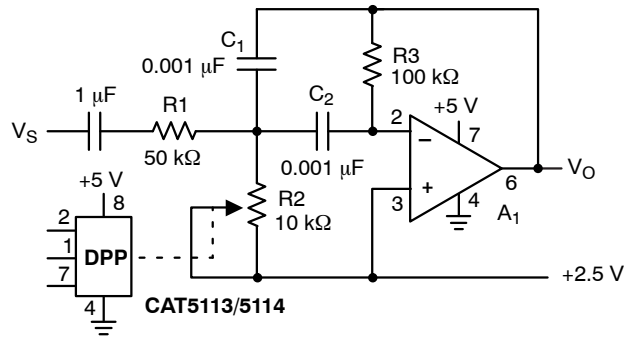 C1
0.001 μF
R3
100 kΩ
1 μF
R1
C2
+5 V
VS
2
7
50 kΩ
0.001 μF
–
+5 V
8
R2
10 kΩ
+
3
6
VO
4
A1
2
1
7
DPP
4
CAT5113/5114
+2.5 V